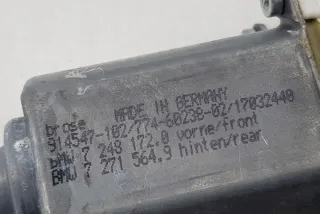 MADE IN GERMANY
brose
914547-102/774-60238-02/17032440
BMW 7 248 172.0 vorne/front
BMW 7 271 564.9 hinten/rear